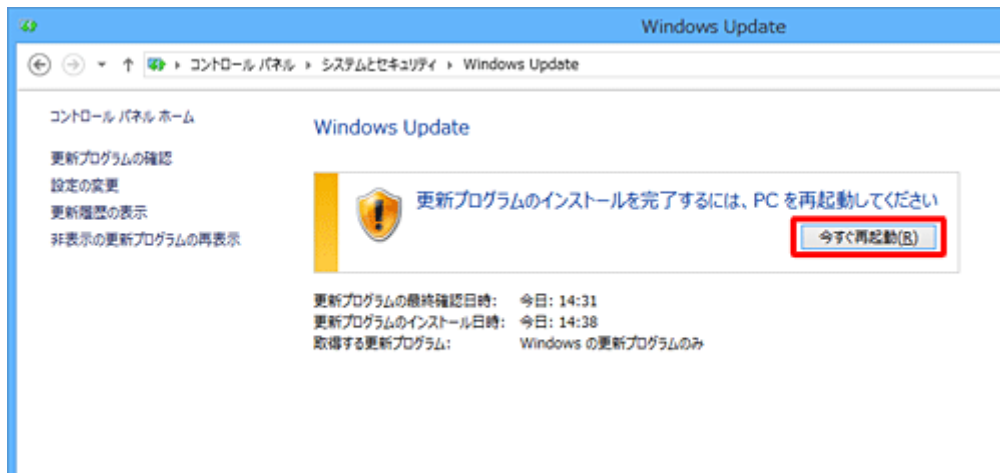 Windows Update
コントロール パネル ▸ システムとセキュリティ ▸ Windows Update
コントロール パネル ホーム
更新プログラムの確認
設定の変更
更新履歴の表示
非表示の更新プログラムの再表示
Windows Update
更新プログラムのインストールを完了するには、PC を再起動してください
今すぐ再起動(R)
更新プログラムの最終確認日時: 今日: 14:31
更新プログラムのインストール日時: 今日: 14:38
取得する更新プログラム: Windows の更新プログラムのみ